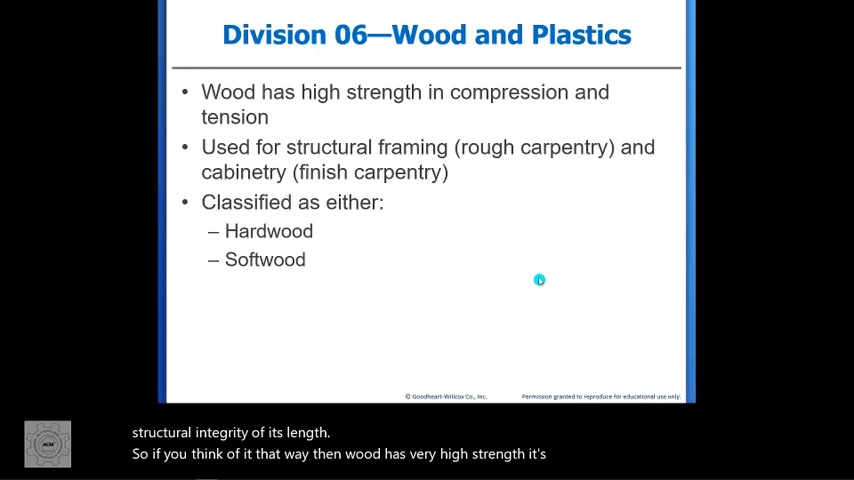 Division 06—Wood and Plastics
• Wood has high strength in compression and
tension
• Used for structural framing (rough carpentry) and
cabinetry (finish carpentry)
• Classified as either:
– Hardwood
– Softwood
© Goodheart-Willcox Co., Inc. Permission granted to reproduce for educational use only.
structural integrity of its length.
ACM
So if you think of it that way then wood has very high strength it's